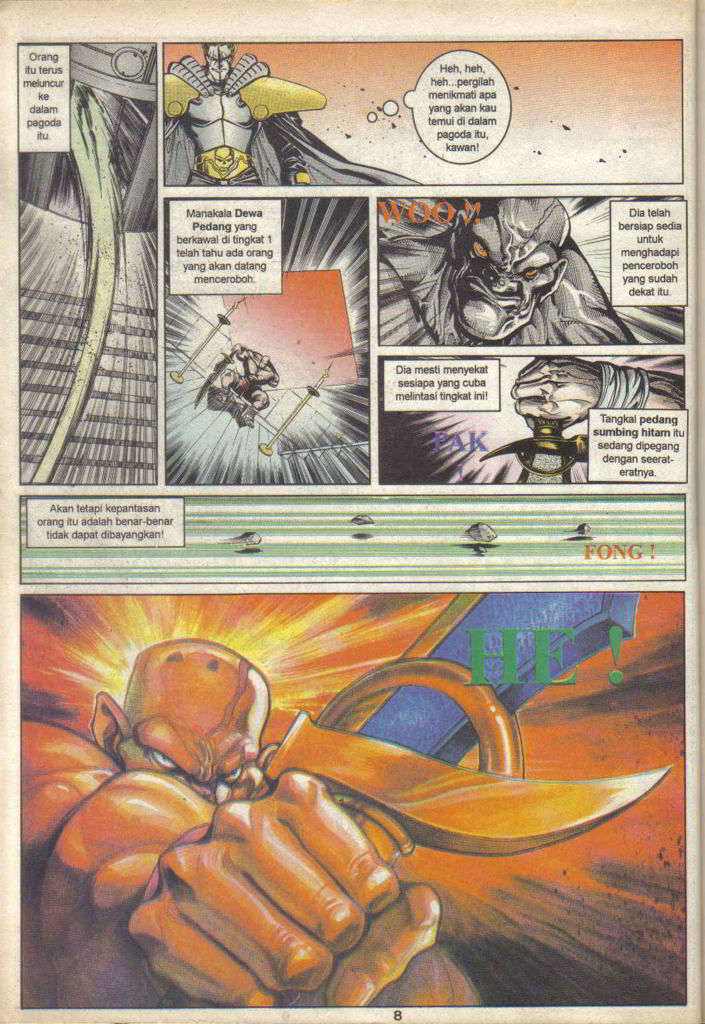 Orang
itu terus
meluncur
ke
dalam
pagoda
itu.
Heh, heh,
heh...pergilah
menikmati apa
yang akan kau
temui di dalam
pagoda itu,
kawan!
Manakala Dewa
Pedang yang
berkawal di tingkat 1
telah tahu ada orang
yang akan datang
menceroboh.
WOO !!
Dia telah
bersiap sedia
untuk
menghadapi
penceroboh
yang sudah
dekat itu.
Dia mesti menyekat
sesiapa yang cuba
melintasi tingkat ini!
PAK
!
Tangkai pedang
sumbing hitam itu
sedang dipegang
dengan seerat-
eratnya.
Akan tetapi kepantasan
orang itu adalah benar-benar
tidak dapat dibayangkan!
FONG !
HE !
8